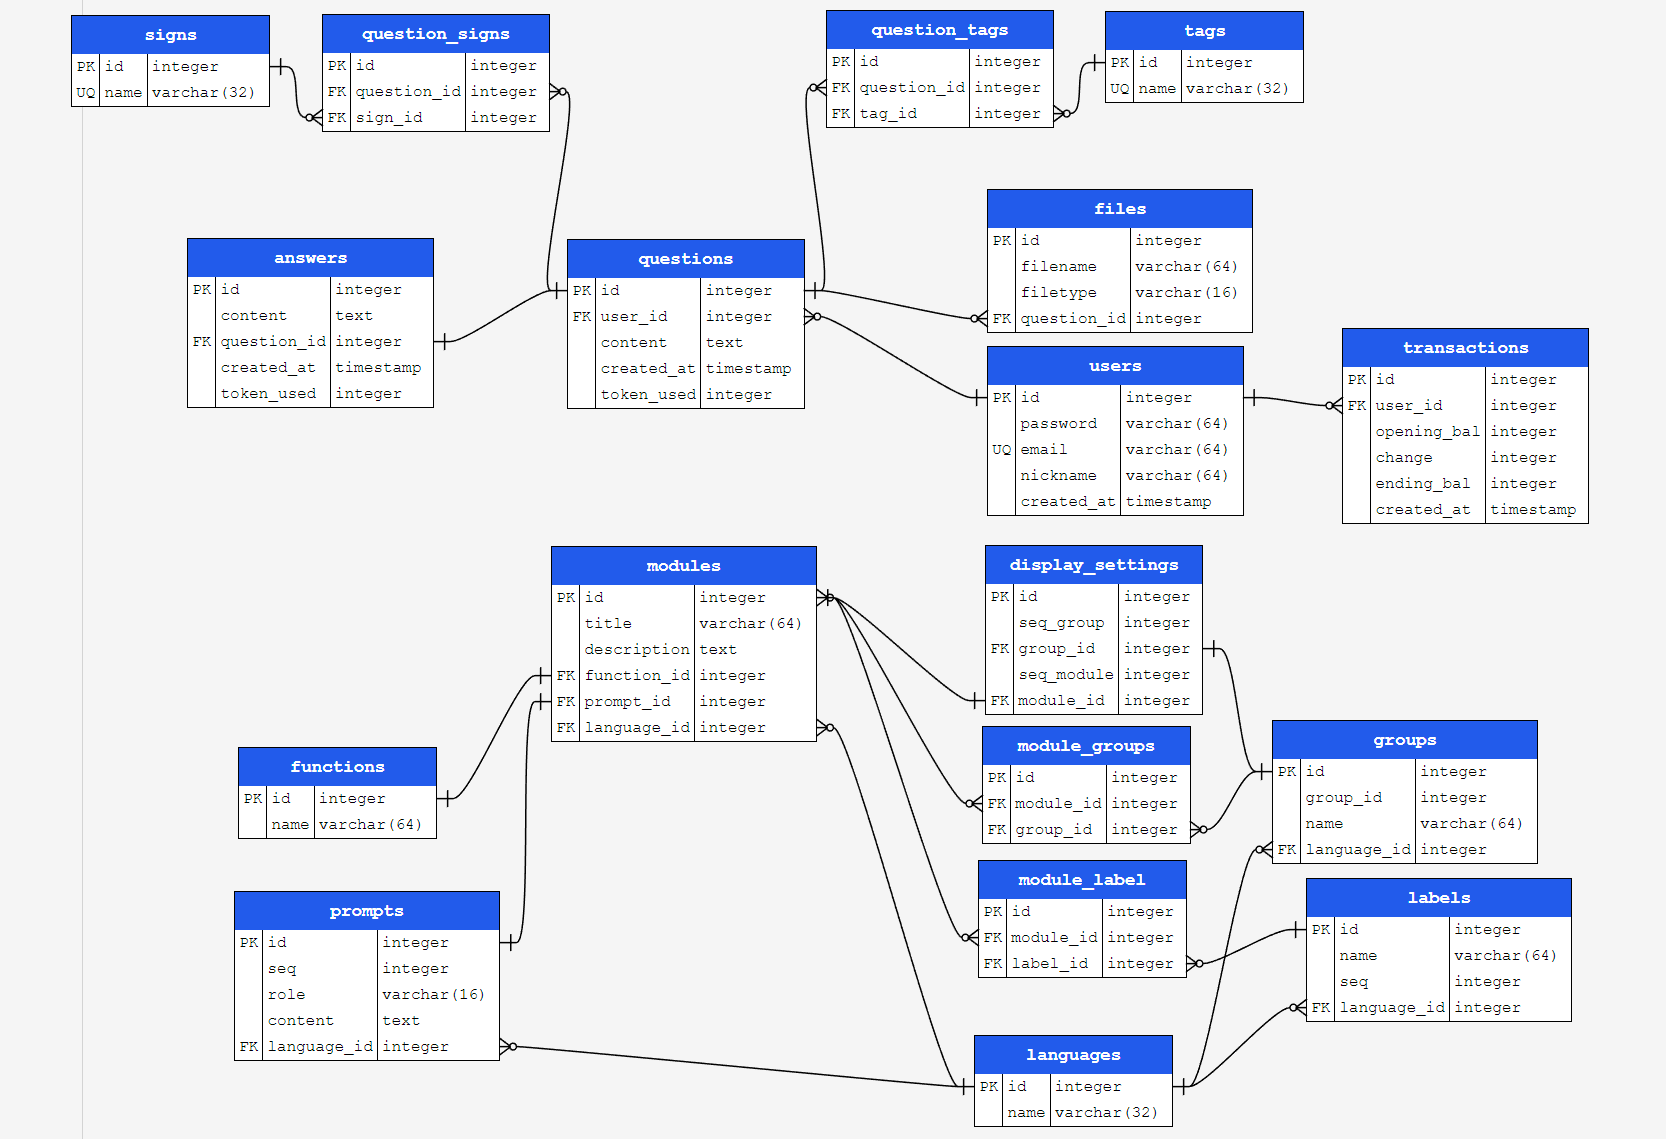 signs
PK id integer
UQ name varchar(32)
question_signs
PK id integer
FK question_id integer
FK sign_id integer
question_tags
PK id integer
FK question_id integer
FK tag_id integer
tags
PK id integer
UQ name varchar(32)
files
PK id integer
filename varchar(64)
filetype varchar(16)
FK question_id integer
answers
PK id integer
content text
FK question_id integer
created_at timestamp
token_used integer
questions
PK id integer
FK user_id integer
content text
created_at timestamp
token_used integer
users
PK id integer
password varchar(64)
UQ email varchar(64)
nickname varchar(64)
created_at timestamp
transactions
PK id integer
FK user_id integer
opening_bal integer
change integer
ending_bal integer
created_at timestamp
modules
PK id integer
title varchar(64)
description text
FK function_id integer
FK prompt_id integer
FK language_id integer
display_settings
PK id integer
seq_group integer
FK group_id integer
seq_module integer
FK module_id integer
module_groups
PK id integer
FK module_id integer
FK group_id integer
groups
PK id integer
group_id integer
name varchar(64)
FK language_id integer
functions
PK id integer
name varchar(64)
module_label
PK id integer
FK module_id integer
FK label_id integer
labels
PK id integer
name varchar(64)
seq integer
FK language_id integer
prompts
PK id integer
seq integer
role varchar(16)
content text
FK language_id integer
languages
PK id integer
name varchar(32)